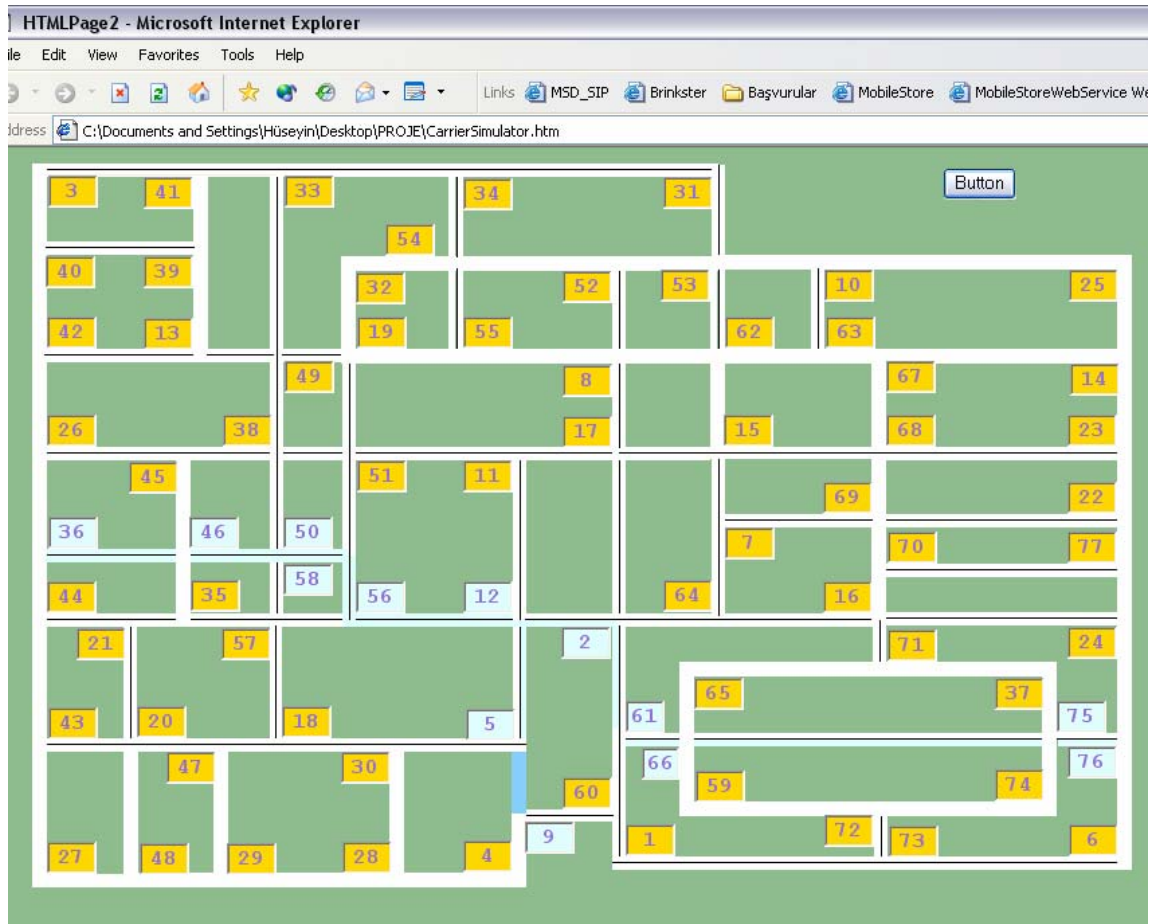 HTMLPage2 - Microsoft Internet Explorer
ile Edit View Favorites Tools Help
Links MSD_SIP Brinkster Başvurular MobileStore MobileStoreWebService We
ddress C:\Documents and Settings\Hüseyin\Desktop\PROJE\CarrierSimulator.htm
Button
3 41 33 34 31
54
40 39 32 52 53 10 25
42 13 19 55 62 63
49 8 67 14
26 38 17 15 68 23
45 51 11 69 22
36 46 50 7 70 77
44 35 58 56 12 64 16
21 57 2 71 24
43 20 18 5 61 65 37 75
47 30 60 66 59 74 76
27 48 29 28 4 9 1 72 73 6